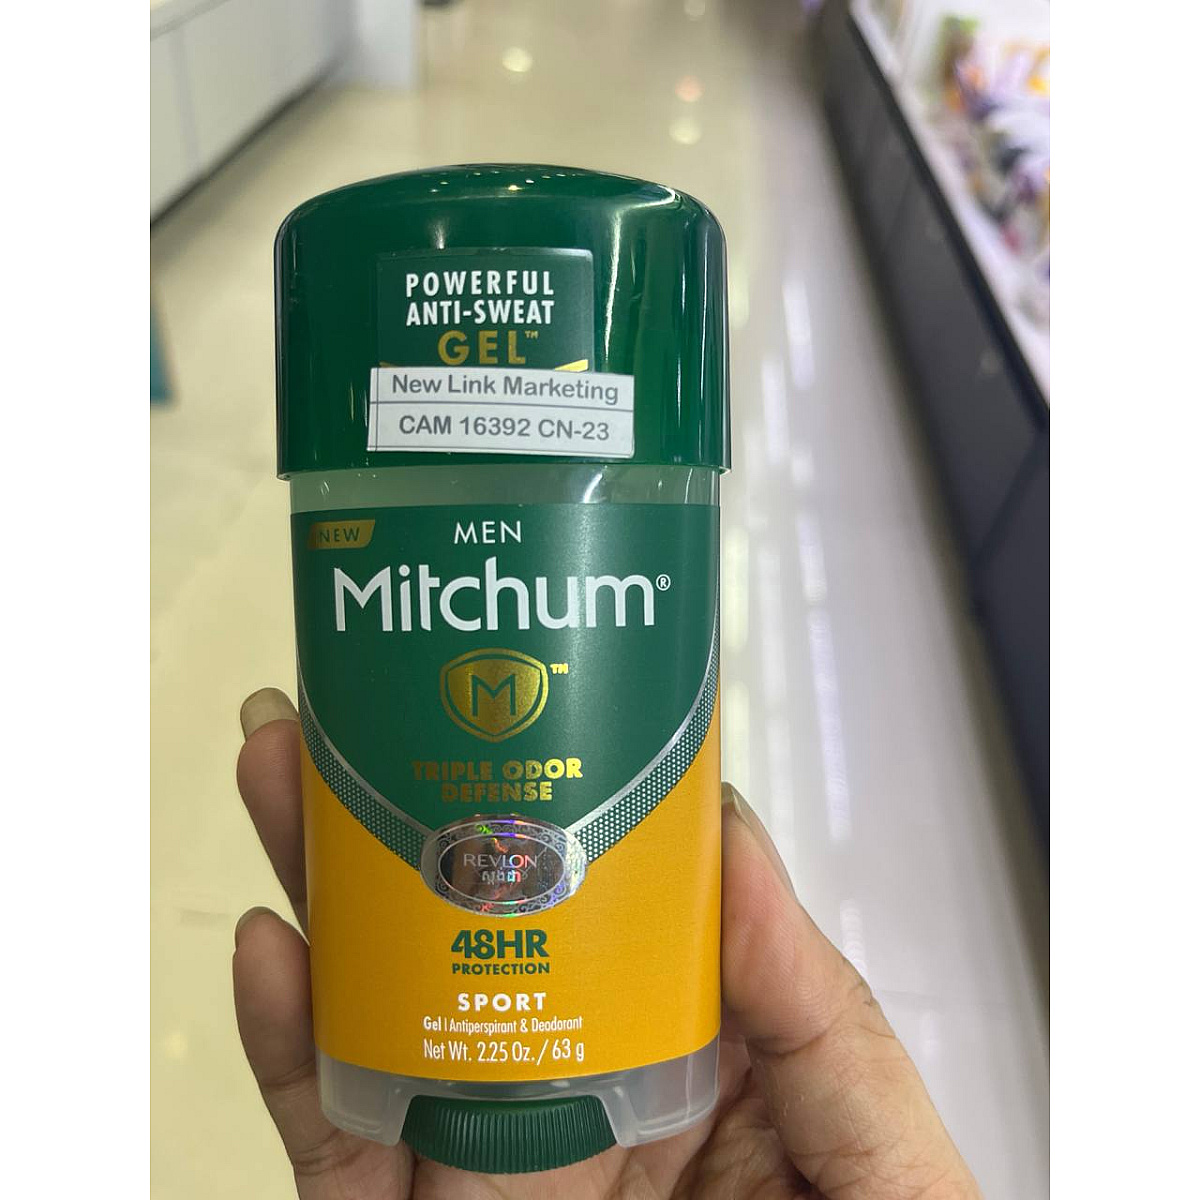 POWERFUL
ANTI-SWEAT
GEL™
New Link Marketing
CAM 16392 CN-23
NEW
MEN
Mitchum®
M™
TRIPLE ODOR
DEFENSE
REVLON
48HR
PROTECTION
SPORT
Gel | Antiperspirant & Deodorant
Net Wt. 2.25 Oz. / 63 g